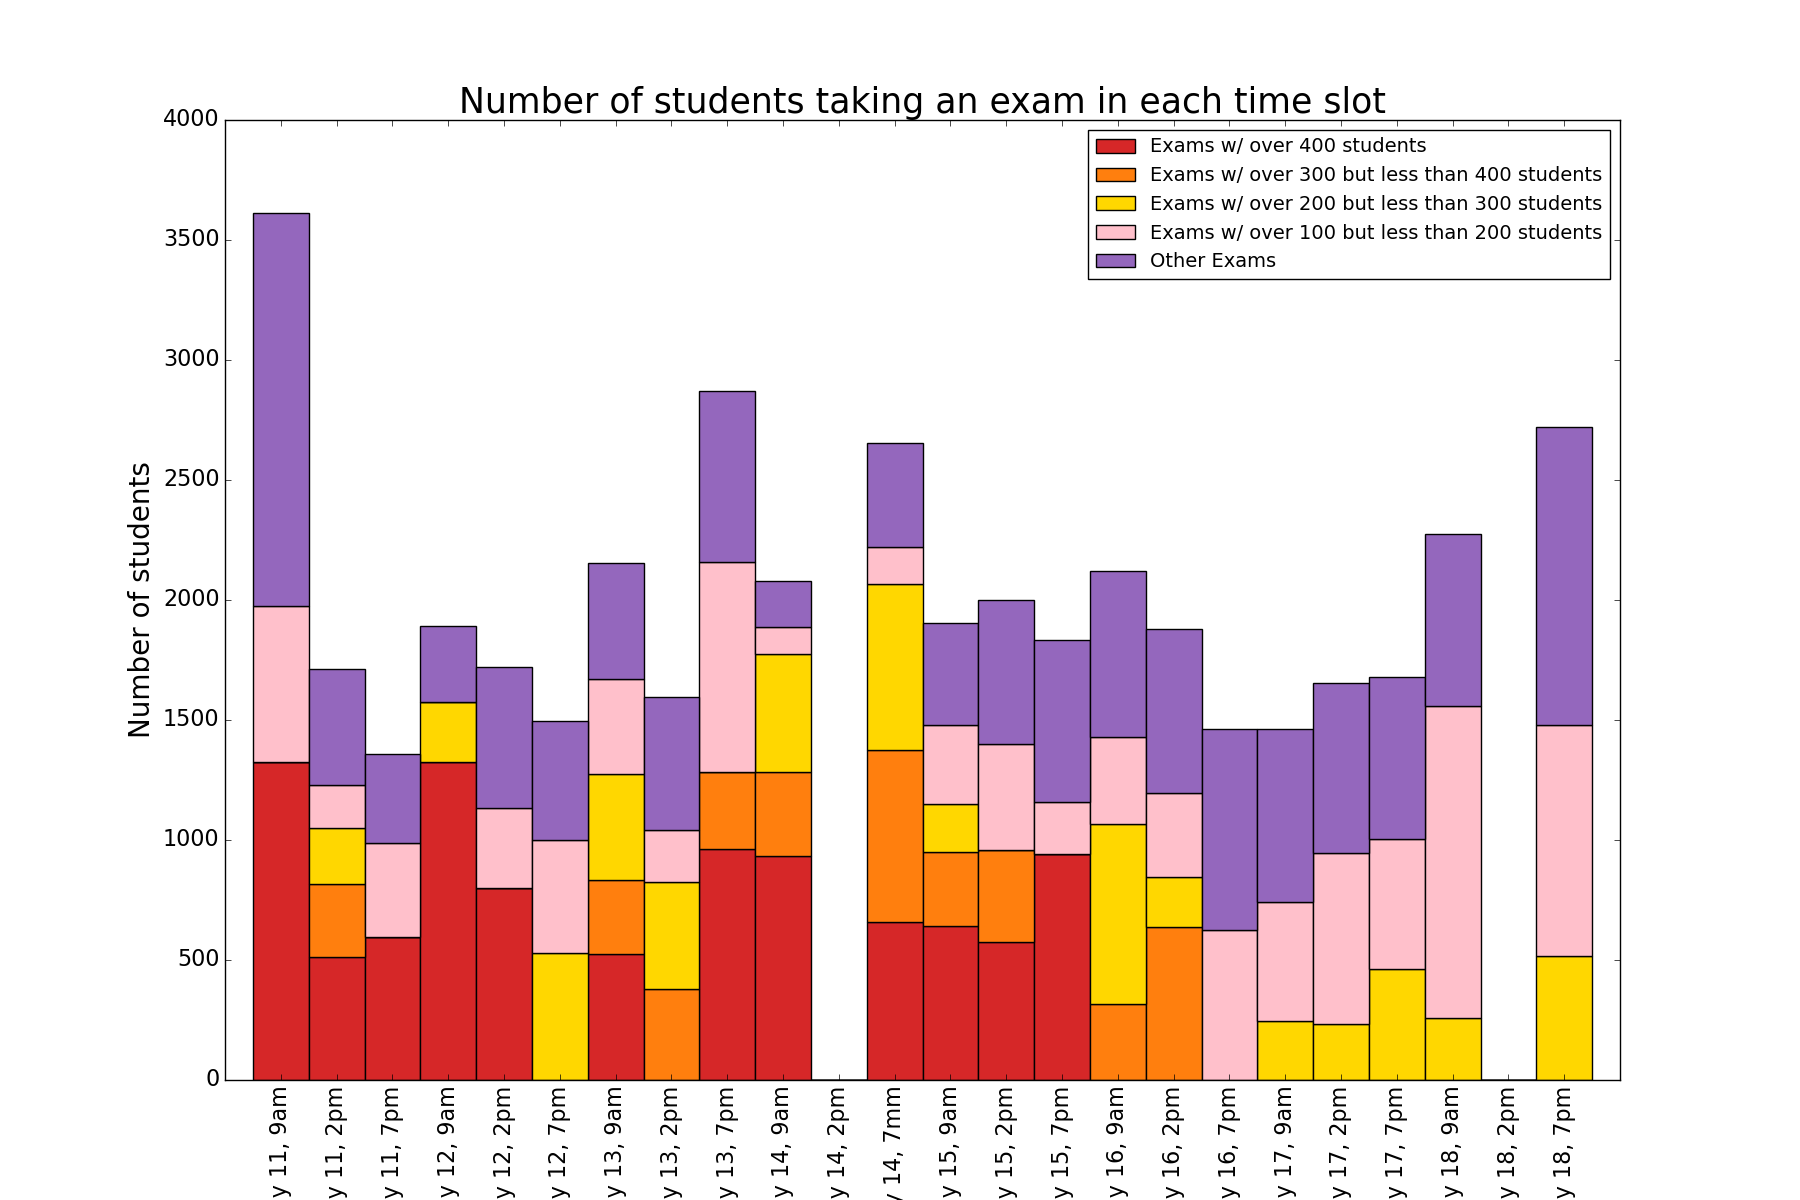 Number of students taking an exam in each time slot
4000
3500
3000
2500
2000
1500
1000
500
0
Number of students
Exams w/ over 400 students
Exams w/ over 300 but less than 400 students
Exams w/ over 200 but less than 300 students
Exams w/ over 100 but less than 200 students
Other Exams
y 11, 9am
y 11, 2pm
y 11, 7pm
y 12, 9am
y 12, 2pm
y 12, 7pm
y 13, 9am
y 13, 2pm
y 13, 7pm
y 14, 9am
y 14, 2pm
y 14, 7mm
y 15, 9am
y 15, 2pm
y 15, 7pm
y 16, 9am
y 16, 2pm
y 16, 7pm
y 17, 9am
y 17, 2pm
y 17, 7pm
y 18, 9am
y 18, 2pm
y 18, 7pm